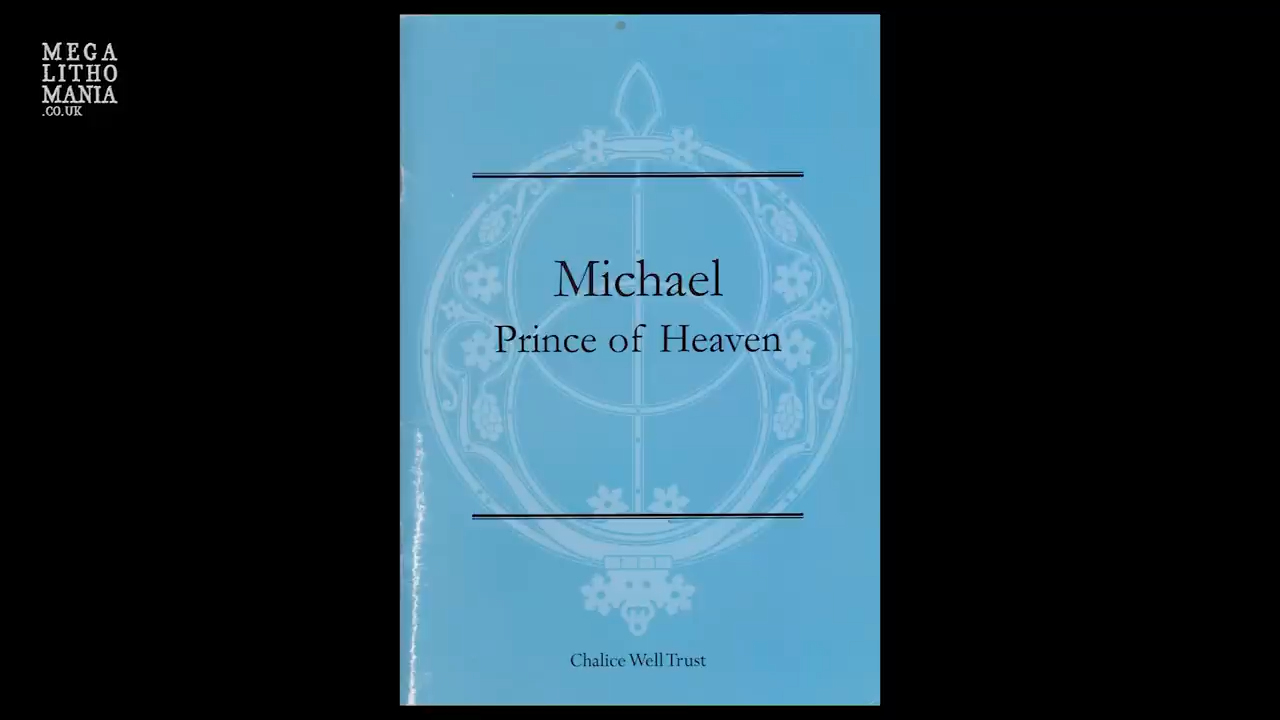 MEGA
LITHO
MANIA
.CO.UK
Michael
Prince of Heaven
Chalice Well Trust